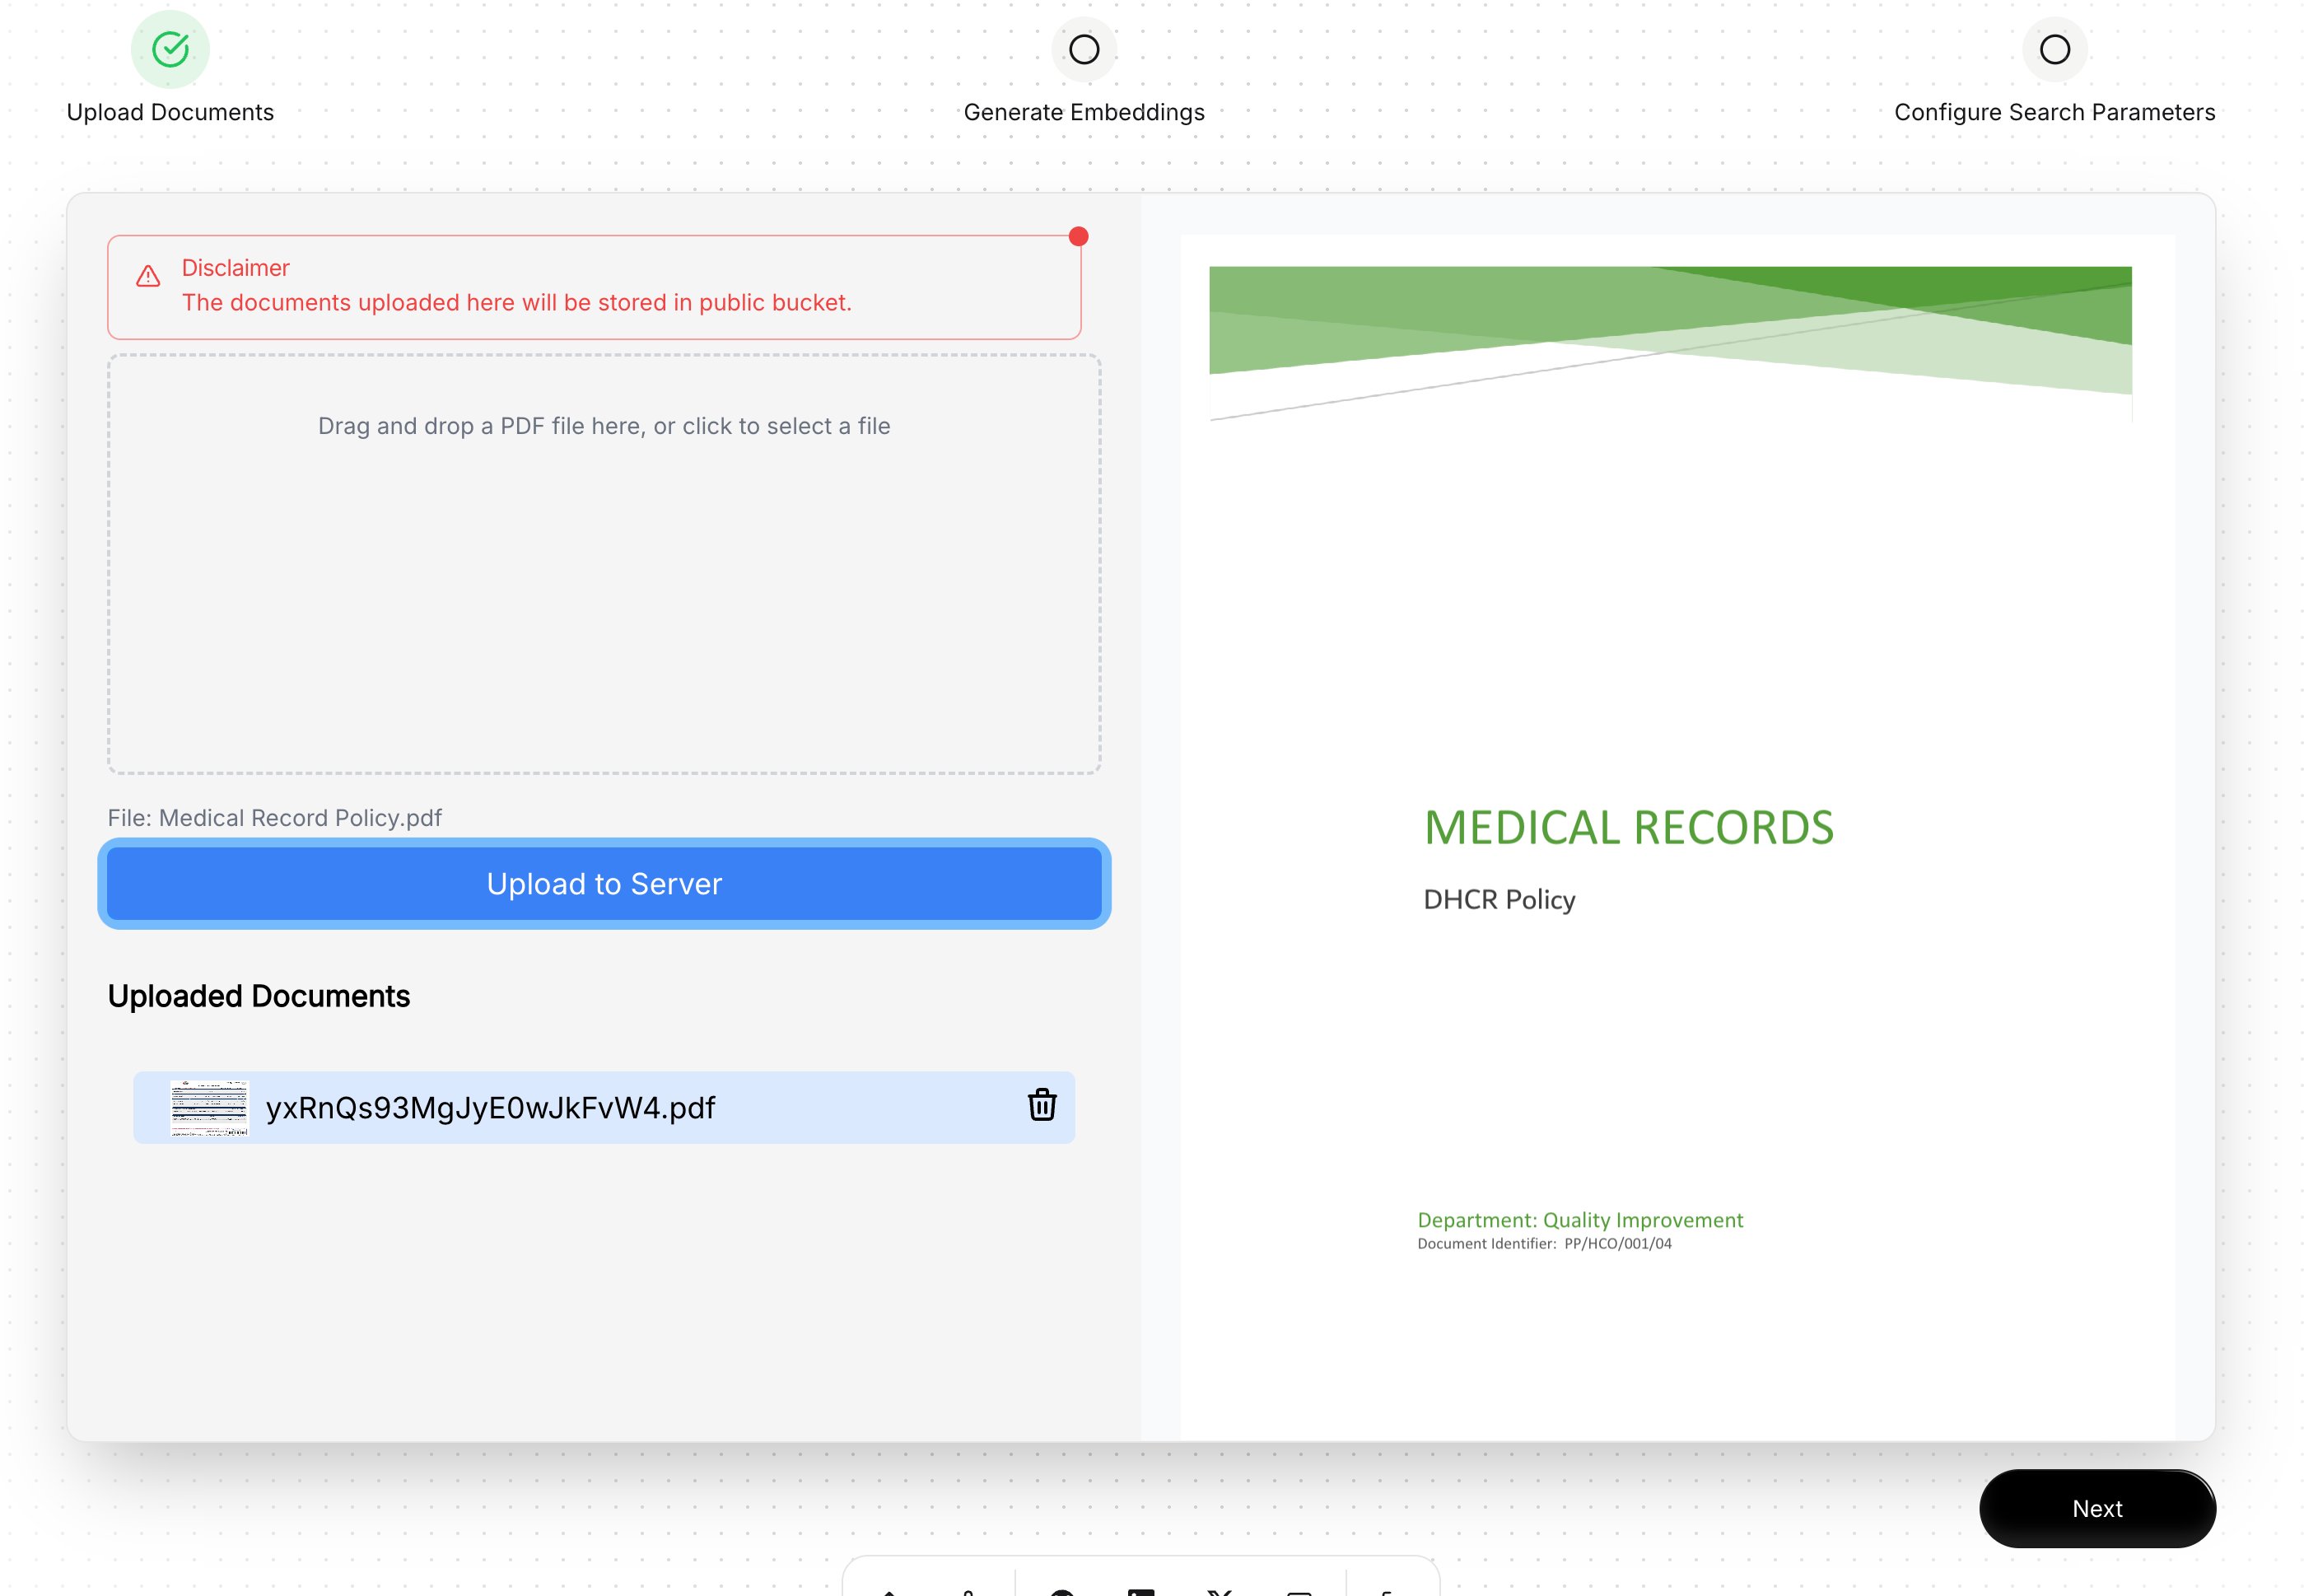 Upload Documents
Generate Embeddings
Configure Search Parameters
Disclaimer
The documents uploaded here will be stored in public bucket.
Drag and drop a PDF file here, or click to select a file
File: Medical Record Policy.pdf
Upload to Server
Uploaded Documents
yxRnQs93MgJyE0wJkFvW4.pdf
MEDICAL RECORDS
DHCR Policy
Department: Quality Improvement
Document Identifier: PP/HCO/001/04
Next